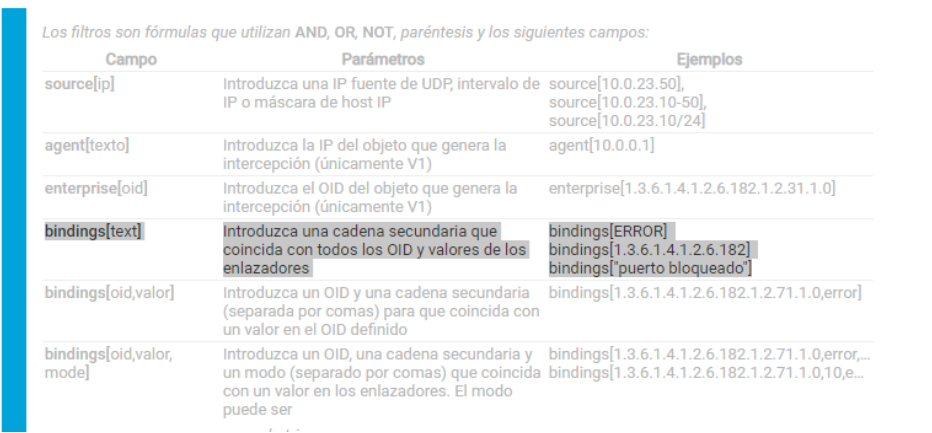 Los filtros son fórmulas que utilizan AND, OR, NOT, paréntesis y los siguientes campos:
Campo Parámetros Ejemplos
source[ip] Introduzca una IP fuente de UDP, intervalo de source[10.0.23.50],
IP o máscara de host IP source[10.0.23.10-50],
source[10.0.23.10/24]
agent[texto] Introduzca la IP del objeto que genera la agent[10.0.0.1]
intercepción (únicamente V1)
enterprise[oid] Introduzca el OID del objeto que genera la enterprise[1.3.6.1.4.1.2.6.182.1.2.31.1.0]
intercepción (únicamente V1)
bindings[text] Introduzca una cadena secundaria que bindings[ERROR]
coincida con todos los OID y valores de los bindings[1.3.6.1.4.1.2.6.182]
enlazadores bindings["puerto bloqueado"]
bindings[oid,valor] Introduzca un OID y una cadena secundaria bindings[1.3.6.1.4.1.2.6.182.1.2.71.1.0,error]
(separada por comas) para que coincida con
un valor en el OID definido
bindings[oid,valor, Introduzca un OID, una cadena secundaria y bindings[1.3.6.1.4.1.2.6.182.1.2.71.1.0,error,...
mode] un modo (separado por comas) que coincida bindings[1.3.6.1.4.1.2.6.182.1.2.71.1.0,10,e...
con un valor en los enlazadores. El modo
puede ser